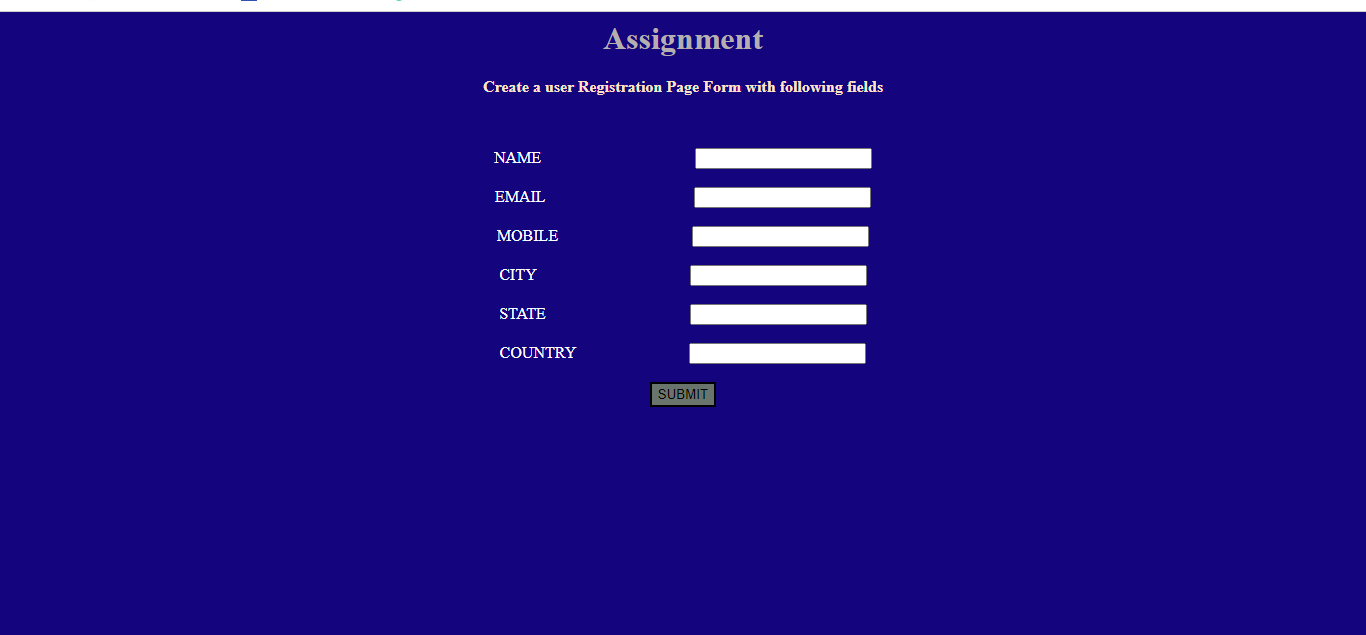 Assignment
Create a user Registration Page Form with following fields
NAME
EMAIL
MOBILE
CITY
STATE
COUNTRY
SUBMIT